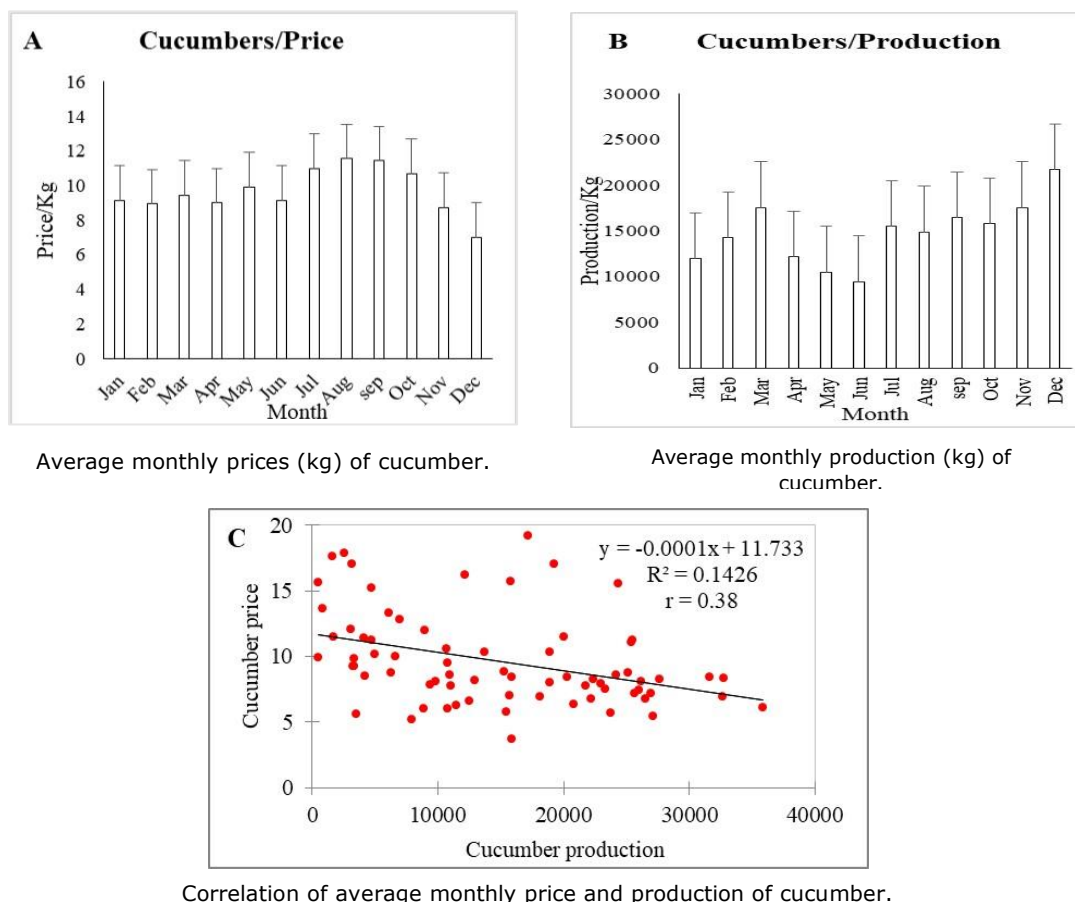 A Cucumbers/Price
Price/Kg
16
14
12
10
8
6
4
2
0
Jan Feb Mar Apr May Jun Jul Aug sep Oct Nov Dec
Month
Average monthly prices (kg) of cucumber.
B Cucumbers/Production
Production/Kg
30000
25000
20000
15000
10000
5000
0
Jan Feb Mar Apr May Jun Jul Aug sep Oct Nov Dec
Month
Average monthly production (kg) of
cucumber.
C
Cucumber price
20
15
10
5
0
y = -0.0001x + 11.733
R² = 0.1426
r = 0.38
0 10000 20000 30000 40000
Cucumber production
Correlation of average monthly price and production of cucumber.